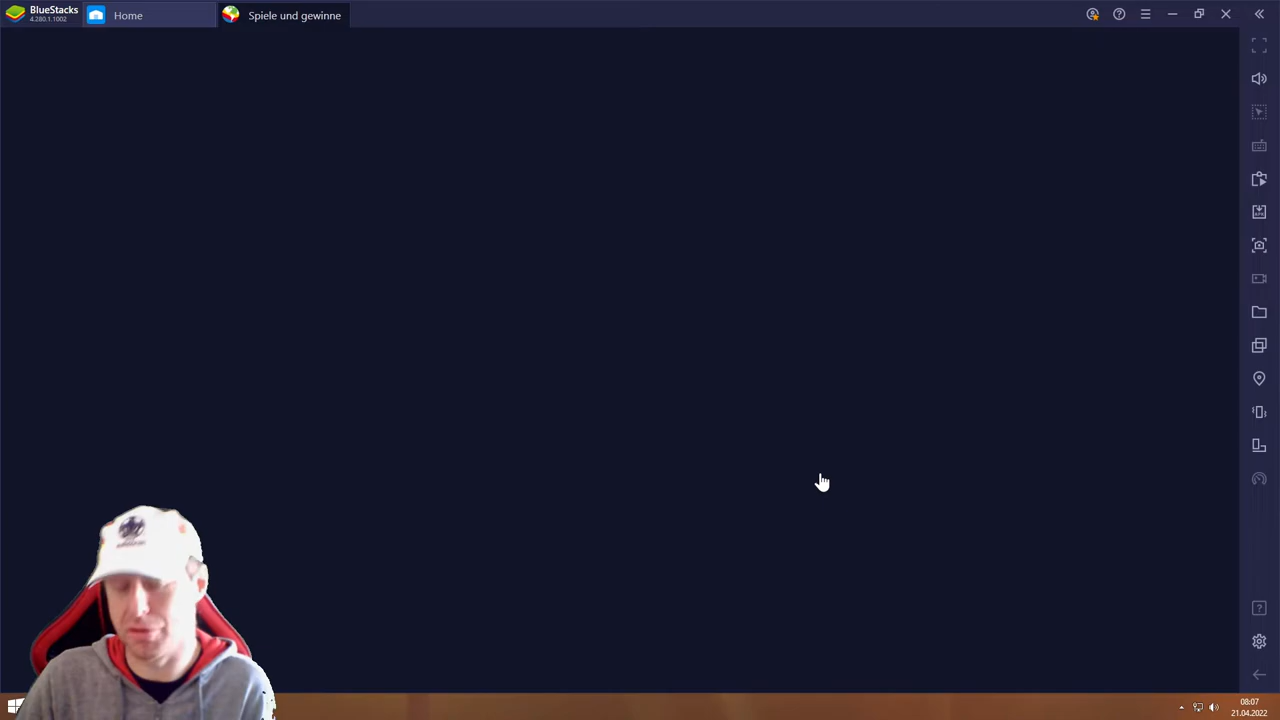 BlueStacks
4.280.1.1002
Home
Spiele und gewinne
08:07
21.04.2022